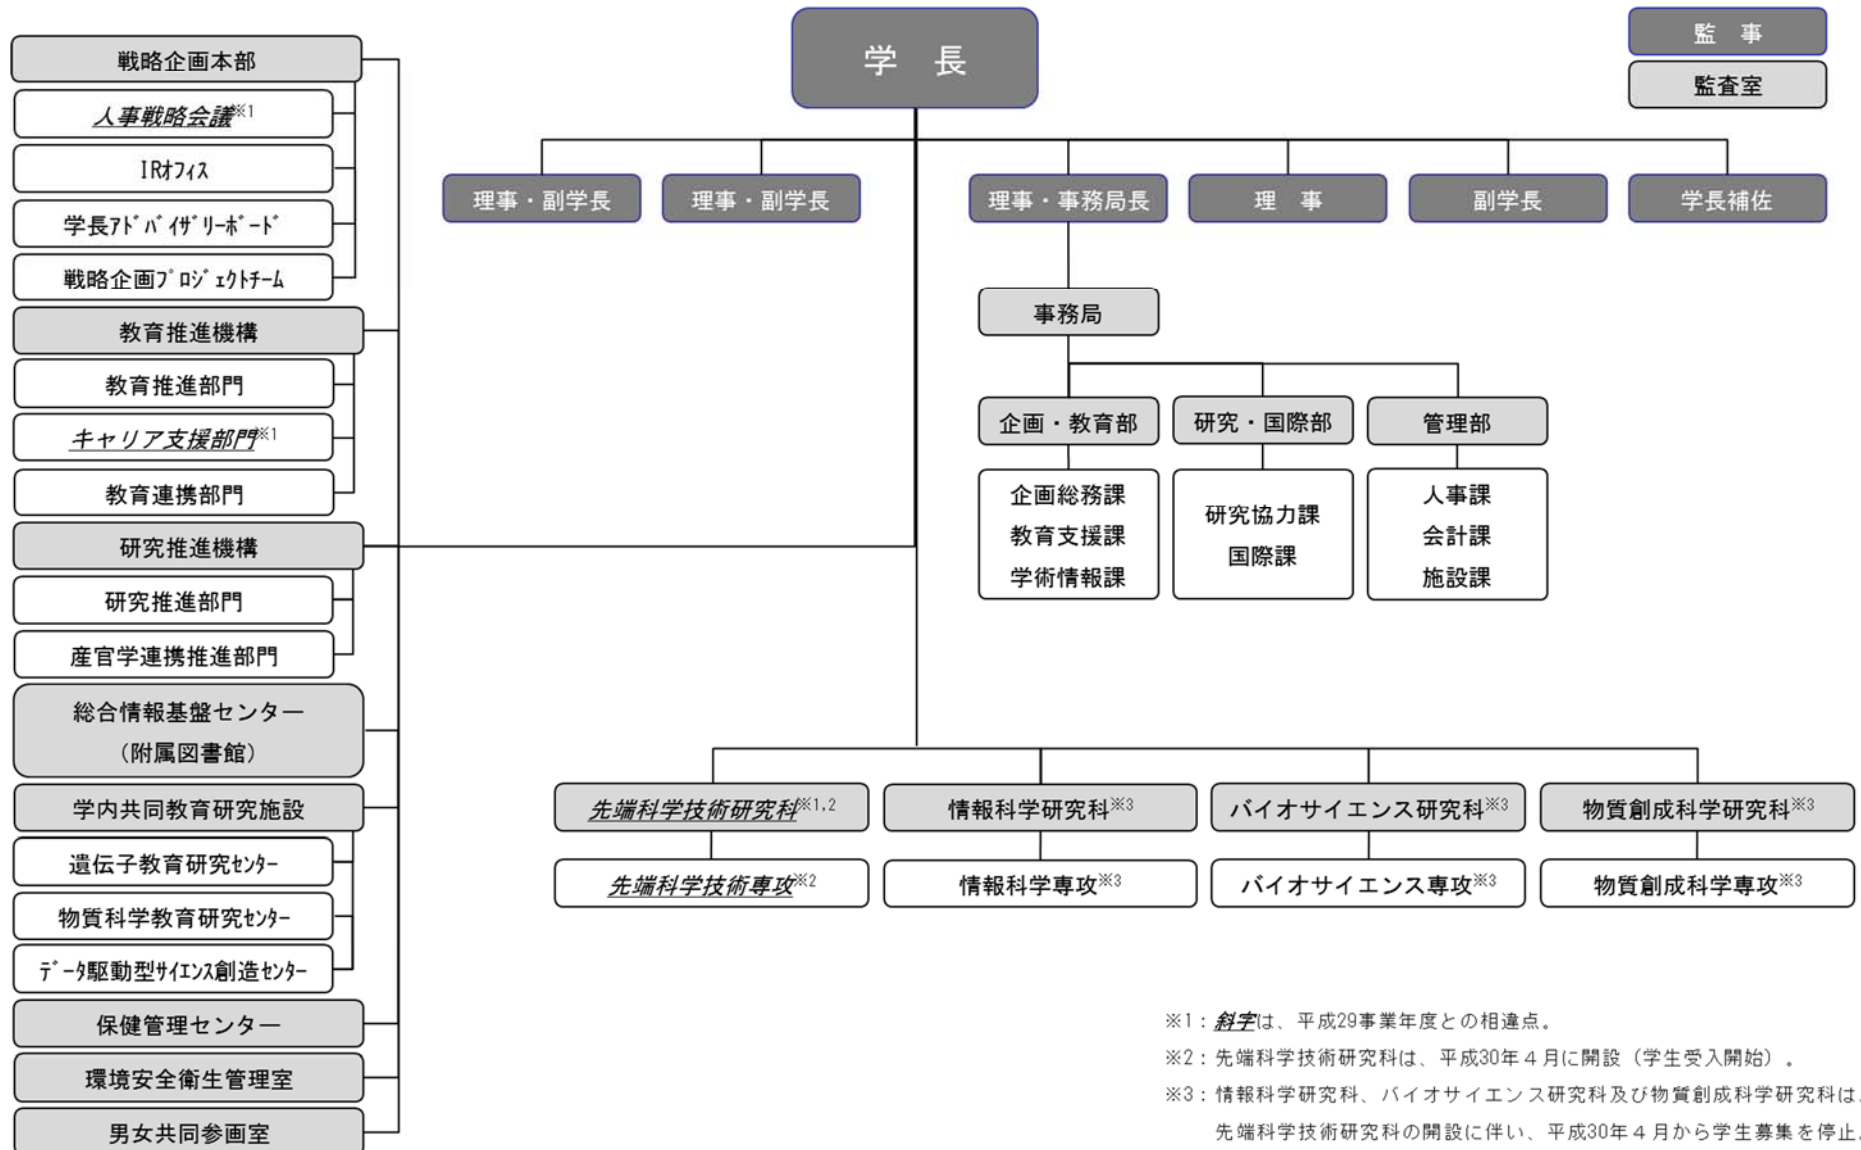 学　長
監　事
監査室
理事・副学長
理事・副学長
理事・事務局長
理　事
副学長
学長補佐
戦略企画本部
人事戦略会議※1
IRｵﾌｨｽ
学長ｱﾄﾞﾊﾞｲｻﾞﾘｰﾎﾞｰﾄﾞ
戦略企画ﾌﾟﾛｼﾞｪｸﾄﾁｰﾑ
教育推進機構
教育推進部門
キャリア支援部門※1
教育連携部門
研究推進機構
研究推進部門
産官学連携推進部門
総合情報基盤センター
（附属図書館）
学内共同教育研究施設
遺伝子教育研究ｾﾝﾀｰ
物質科学教育研究ｾﾝﾀｰ
ﾃﾞｰﾀ駆動型ｻｲｴﾝｽ創造ｾﾝﾀｰ
保健管理センター
環境安全衛生管理室
男女共同参画室
事務局
企画・教育部
研究・国際部
管理部
企画総務課
教育支援課
学術情報課
研究協力課
国際課
人事課
会計課
施設課
先端科学技術研究科※1,2
情報科学研究科※3
バイオサイエンス研究科※3
物質創成科学研究科※3
先端科学技術専攻※2
情報科学専攻※3
バイオサイエンス専攻※3
物質創成科学専攻※3
※1：斜字は、平成29事業年度との相違点。
※2：先端科学技術研究科は、平成30年４月に開設（学生受入開始）。
※3：情報科学研究科、バイオサイエンス研究科及び物質創成科学研究科は、
先端科学技術研究科の開設に伴い、平成30年４月から学生募集を停止。